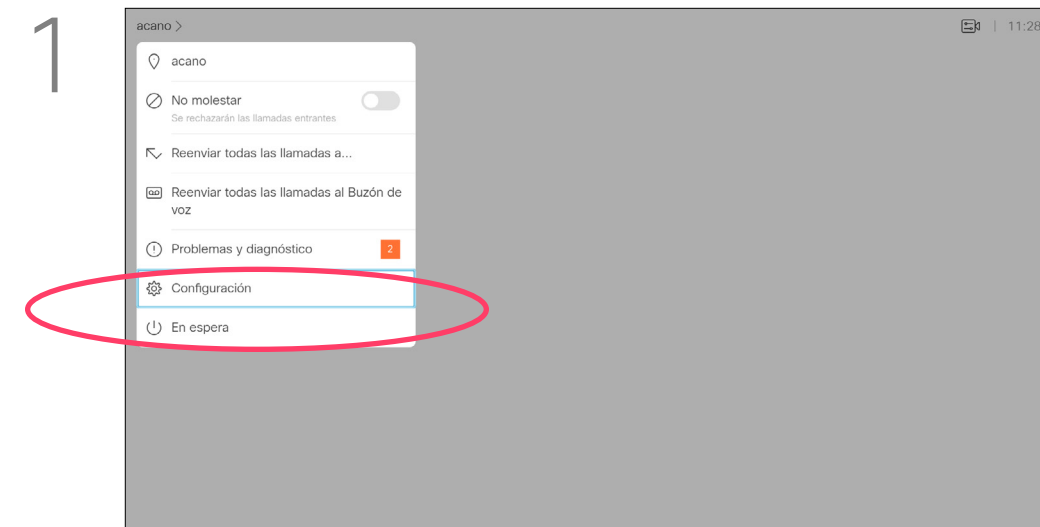 1
acano >
11:28
acano
No molestar
Se rechazarán las llamadas entrantes
Reenviar todas las llamadas a...
Reenviar todas las llamadas al Buzón de
voz
Problemas y diagnóstico 2
Configuración
En espera